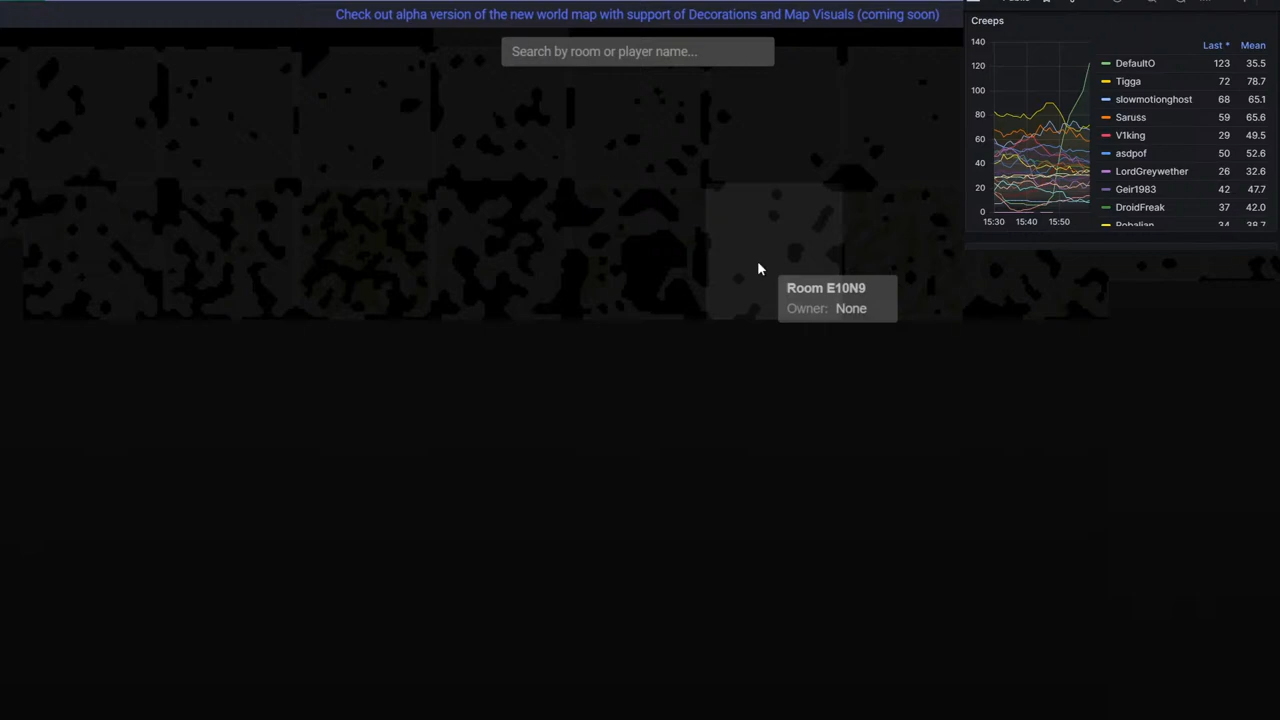 Check out alpha version of the new world map with support of Decorations and Map Visuals (coming soon)
Search by room or player name...
Room E10N9
Owner: None
Creeps
140
120
100
80
60
40
20
0
15:30 15:40 15:50
Last * Mean
DefaultO 123 35.5
Tigga 72 78.7
slowmotionghost 68 65.1
Saruss 59 65.6
V1king 29 49.5
asdpof 50 52.6
LordGreywether 26 32.6
Geir1983 42 47.7
DroidFreak 37 42.0
34 38.7